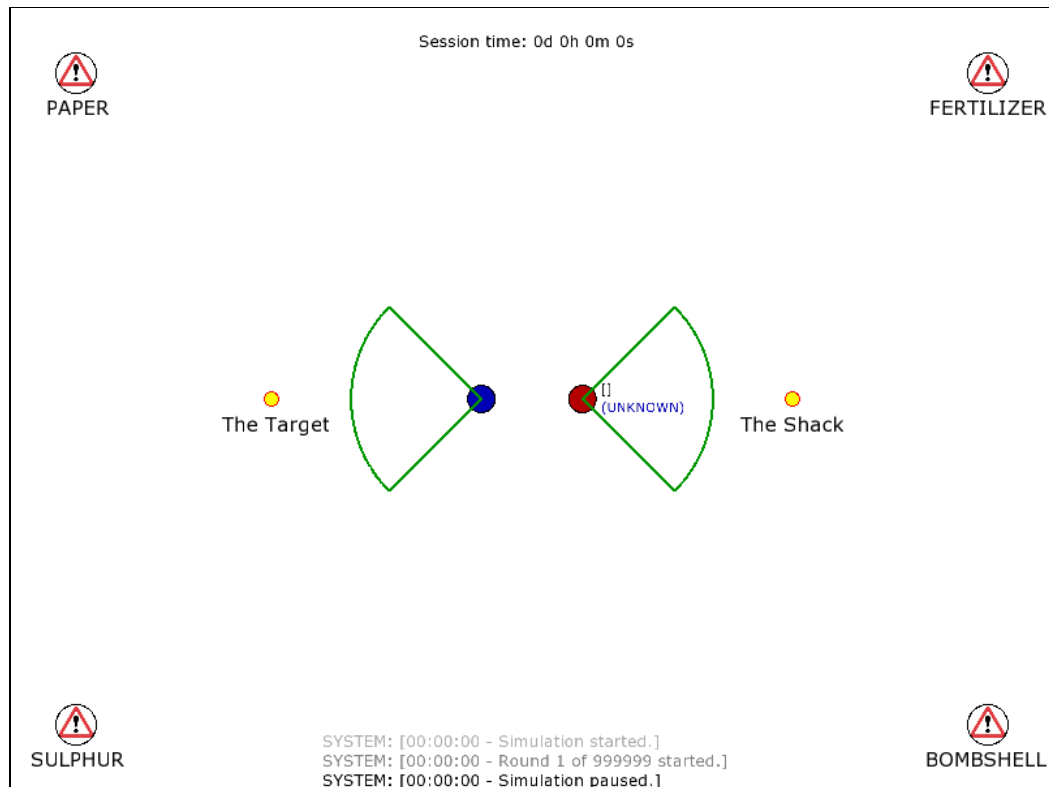 Session time: 0d 0h 0m 0s
PAPER
FERTILIZER
[]
(UNKNOWN)
The Target
The Shack
SULPHUR
BOMBSHELL
SYSTEM: [00:00:00 - Simulation started.]
SYSTEM: [00:00:00 - Round 1 of 999999 started.]
SYSTEM: [00:00:00 - Simulation paused.]